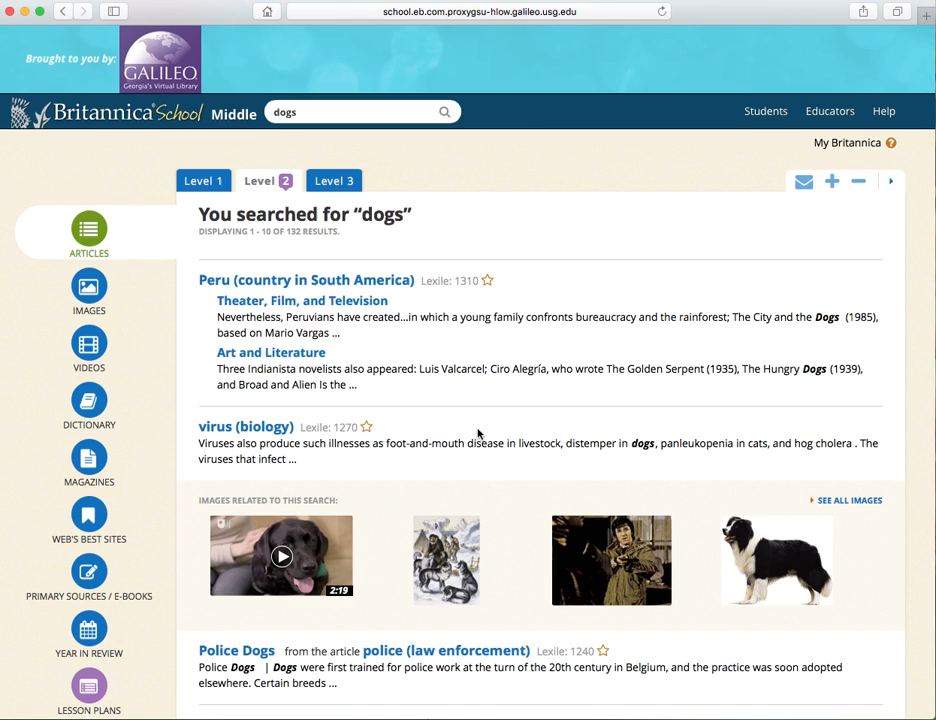 school.eb.com.proxygsu-hlow.galileo.usg.edu
Brought to you by:
GALILEO
Georgia's Virtual Library
Britannica School Middle
dogs
Students
Educators
Help
My Britannica ?
Level 1
Level 2
Level 3
You searched for “dogs”
DISPLAYING 1 - 10 OF 132 RESULTS.
ARTICLES
IMAGES
VIDEOS
DICTIONARY
MAGAZINES
WEB'S BEST SITES
PRIMARY SOURCES / E-BOOKS
YEAR IN REVIEW
LESSON PLANS
Peru (country in South America) Lexile: 1310
Theater, Film, and Television
Nevertheless, Peruvians have created...in which a young family confronts bureaucracy and the rainforest; The City and the Dogs (1985),
based on Mario Vargas ...
Art and Literature
Three Indianista novelists also appeared: Luis Valcarcel; Ciro Alegría, who wrote The Golden Serpent (1935), The Hungry Dogs (1939),
and Broad and Alien Is the ...
virus (biology) Lexile: 1270
Viruses also produce such illnesses as foot-and-mouth disease in livestock, distemper in dogs, panleukopenia in cats, and hog cholera . The
viruses that infect ...
IMAGES RELATED TO THIS SEARCH:
SEE ALL IMAGES
2:19
Police Dogs from the article police (law enforcement) Lexile: 1240
Police Dogs | Dogs were first trained for police work at the turn of the 20th century in Belgium, and the practice was soon adopted
elsewhere. Certain breeds ...